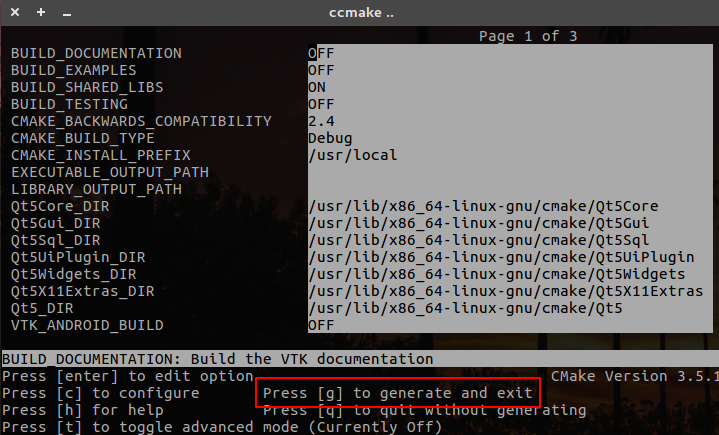 ccmake ..
Page 1 of 3
BUILD_DOCUMENTATION OFF
BUILD_EXAMPLES OFF
BUILD_SHARED_LIBS ON
BUILD_TESTING OFF
CMAKE_BACKWARDS_COMPATIBILITY 2.4
CMAKE_BUILD_TYPE Debug
CMAKE_INSTALL_PREFIX /usr/local
EXECUTABLE_OUTPUT_PATH
LIBRARY_OUTPUT_PATH
Qt5Core_DIR /usr/lib/x86_64-linux-gnu/cmake/Qt5Core
Qt5Gui_DIR /usr/lib/x86_64-linux-gnu/cmake/Qt5Gui
Qt5Sql_DIR /usr/lib/x86_64-linux-gnu/cmake/Qt5Sql
Qt5UiPlugin_DIR /usr/lib/x86_64-linux-gnu/cmake/Qt5UiPlugin
Qt5Widgets_DIR /usr/lib/x86_64-linux-gnu/cmake/Qt5Widgets
Qt5X11Extras_DIR /usr/lib/x86_64-linux-gnu/cmake/Qt5X11Extras
Qt5_DIR /usr/lib/x86_64-linux-gnu/cmake/Qt5
VTK_ANDROID_BUILD OFF
BUILD_DOCUMENTATION: Build the VTK documentation
Press [enter] to edit option CMake Version 3.5.1
Press [c] to configure Press [g] to generate and exit
Press [h] for help Press [q] to quit without generating
Press [t] to toggle advanced mode (Currently Off)